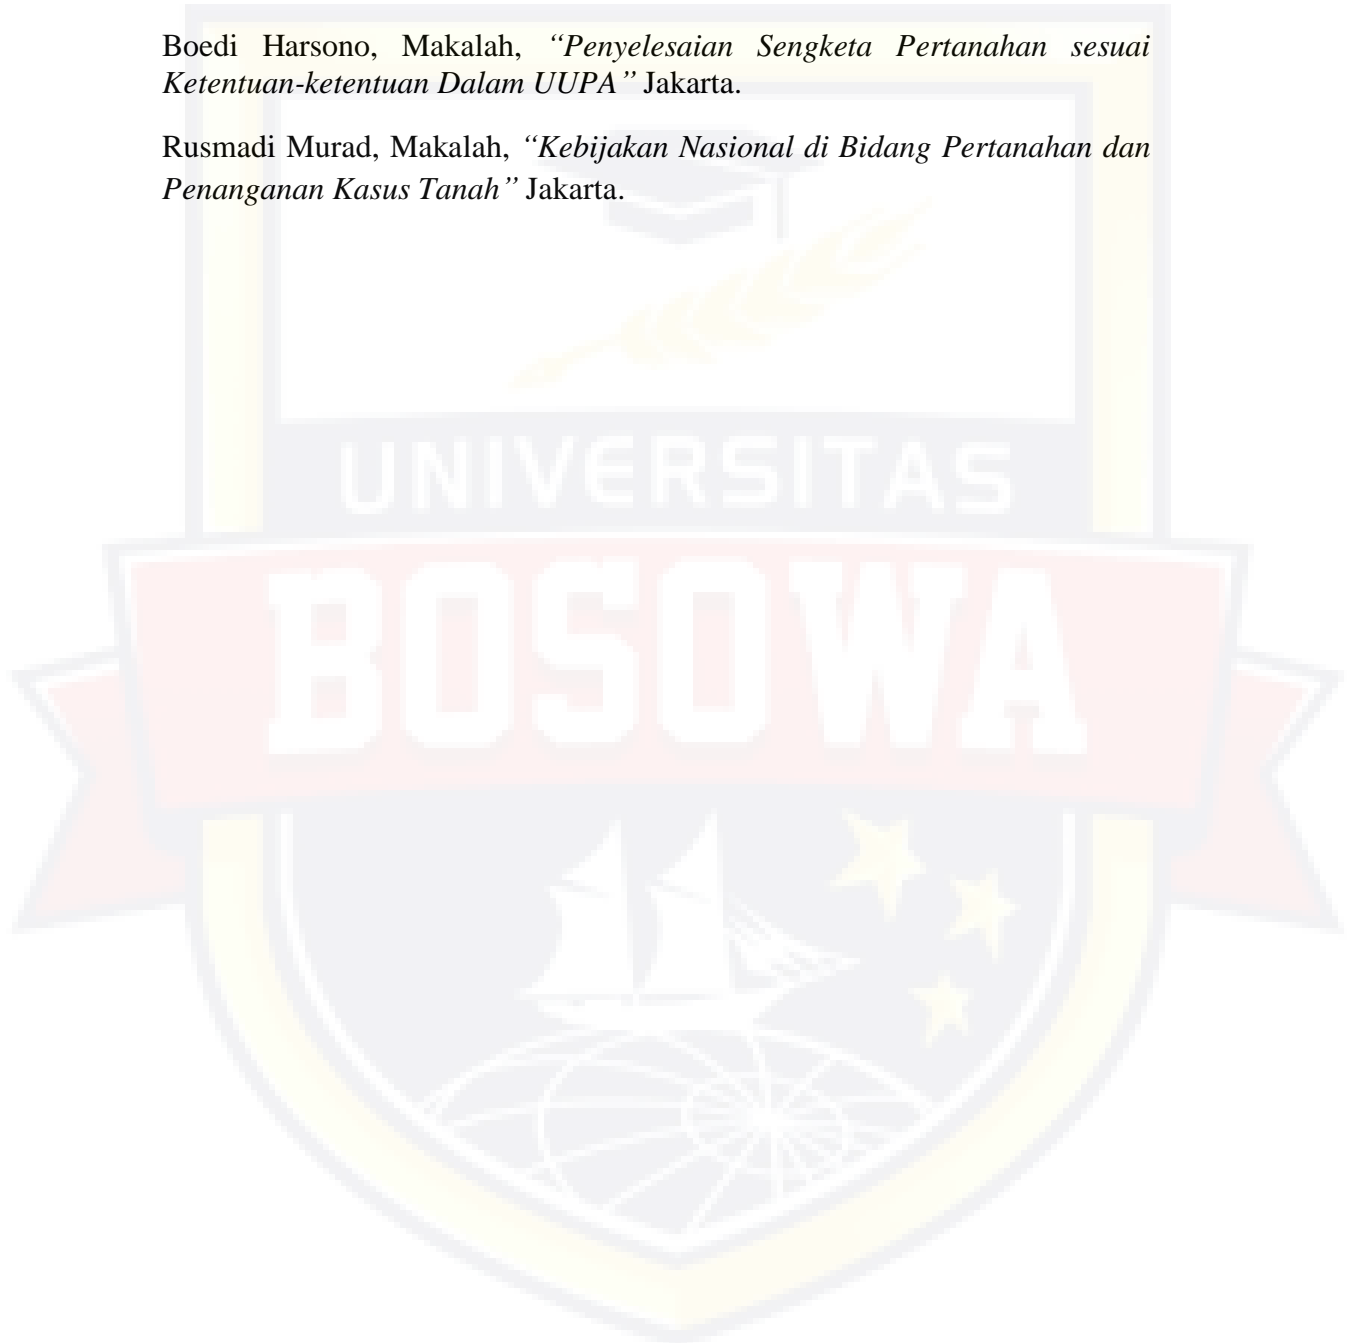 Boedi Harsono, Makalah, “Penyelesaian Sengketa Pertanahan sesuai
Ketentuan-ketentuan Dalam UUPA” Jakarta.
Rusmadi Murad, Makalah, “Kebijakan Nasional di Bidang Pertanahan dan
Penanganan Kasus Tanah” Jakarta.
UNIVERSITAS
BOSOWA